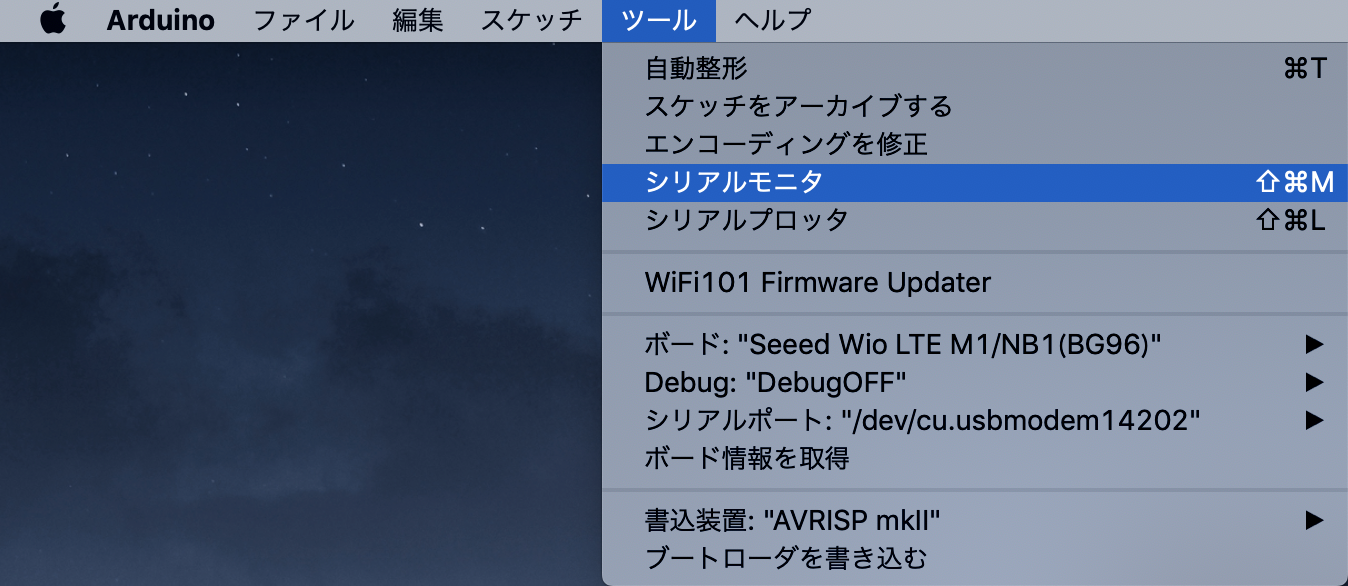 Arduino ファイル 編集 スケッチ ツール ヘルプ
自動整形 ⌘T
スケッチをアーカイブする
エンコーディングを修正
シリアルモニタ ⇧⌘M
シリアルプロッタ ⇧⌘L
WiFi101 Firmware Updater
ボード: "Seeed Wio LTE M1/NB1(BG96)" ▶
Debug: "DebugOFF" ▶
シリアルポート: "/dev/cu.usbmodem14202" ▶
ボード情報を取得
書込装置: "AVRISP mkII" ▶
ブートローダを書き込む